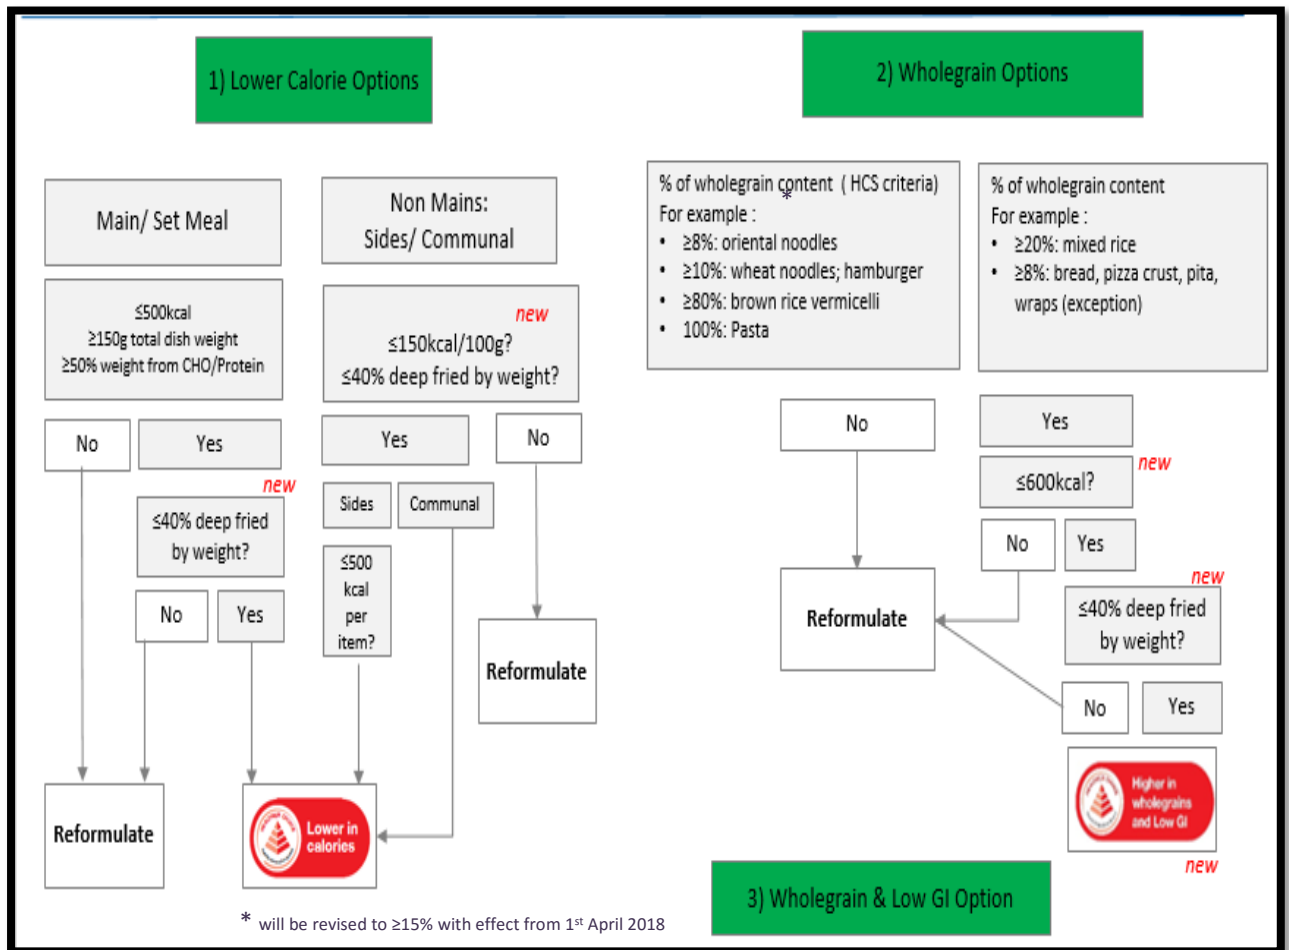 1) Lower Calorie Options
Main/ Set Meal
≤500kcal
≥150g total dish weight
≥50% weight from CHO/Protein
No
Yes
new
≤40% deep fried
by weight?
No
Yes
Reformulate
Non Mains:
Sides/ Communal
new
≤150kcal/100g?
≤40% deep fried by weight?
Yes
No
Sides
Communal
≤500
kcal
per
item?
Reformulate
Lower in
calories
* will be revised to ≥15% with effect from 1st April 2018
2) Wholegrain Options
% of wholegrain content ( HCS criteria)
*
For example :
• ≥8%: oriental noodles
• ≥10%: wheat noodles; hamburger
• ≥80%: brown rice vermicelli
• 100%: Pasta
% of wholegrain content
For example :
• ≥20%: mixed rice
• ≥8%: bread, pizza crust, pita,
wraps (exception)
No
Yes
new
≤600kcal?
No
Yes
new
≤40% deep fried
by weight?
Reformulate
No
Yes
Higher in
wholegrains
and Low GI
new
3) Wholegrain & Low GI Option